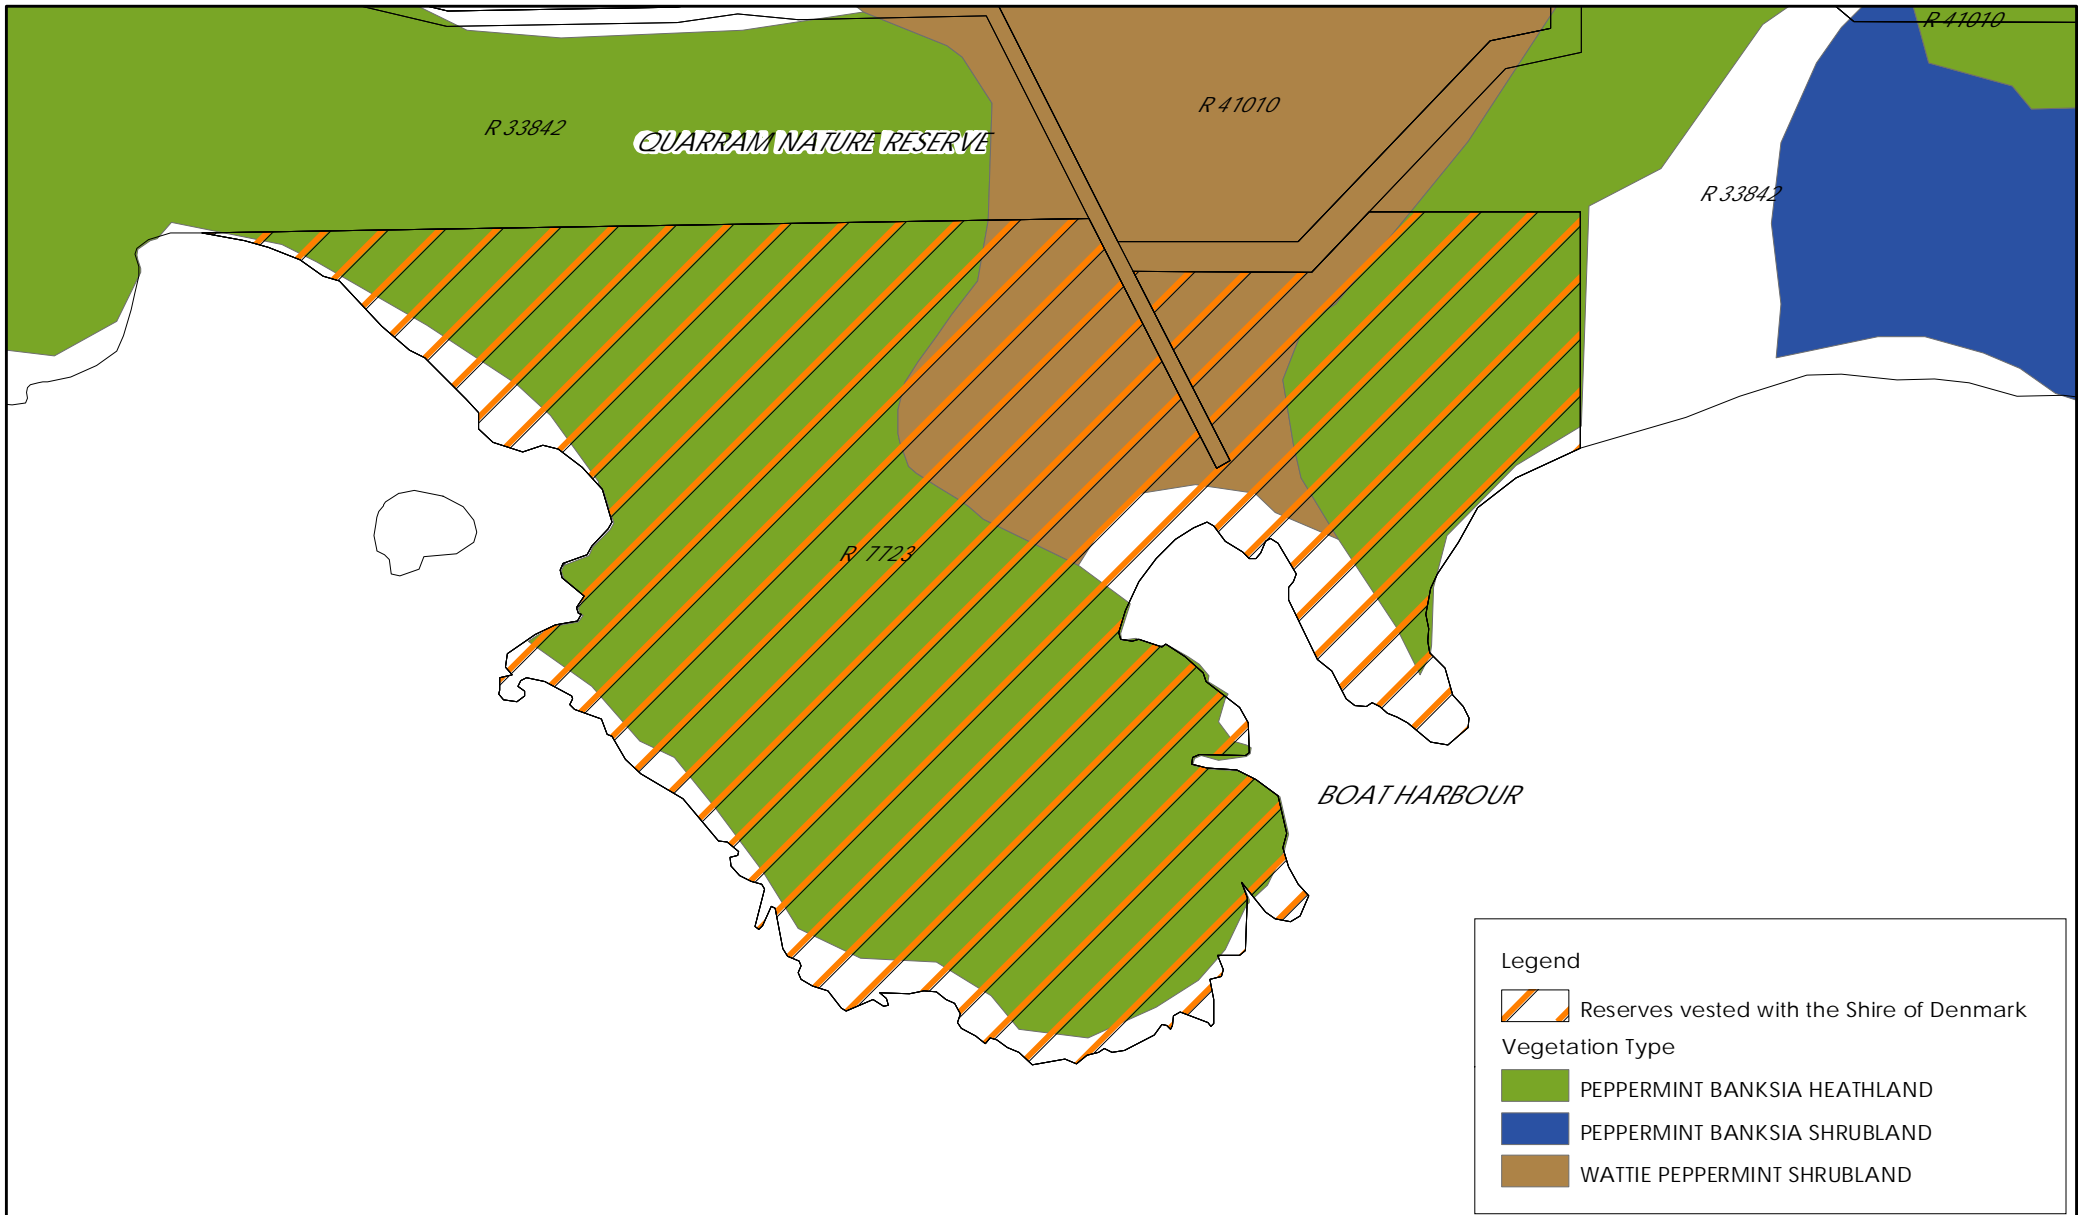 R 41010
R 41010
R 33842
QUARRAM NATURE RESERVE
R 33842
R 7723
BOAT HARBOUR
Legend
Reserves vested with the Shire of Denmark
Vegetation Type
PEPPERMINT BANKSIA HEATHLAND
PEPPERMINT BANKSIA SHRUBLAND
WATTIE PEPPERMINT SHRUBLAND